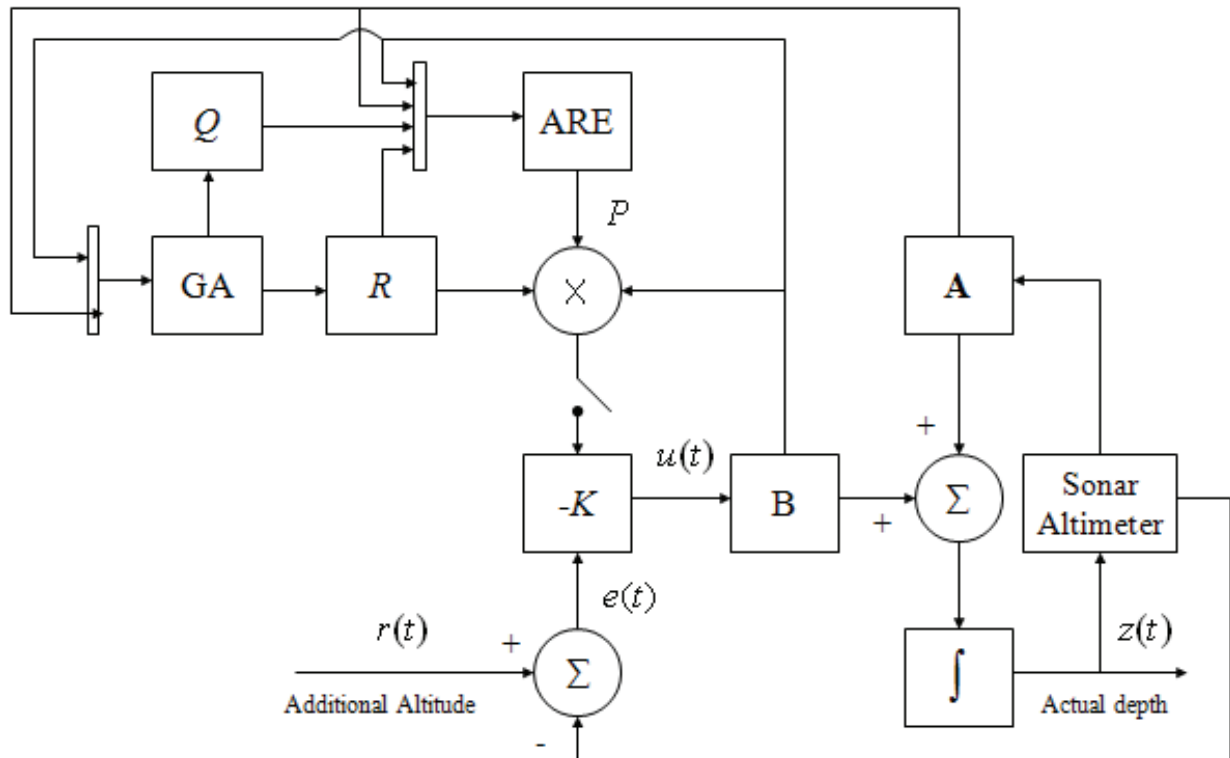 Q
ARE
P
GA
R
×
A
+
-K
u(t)
B
+
Σ
Sonar
Altimeter
e(t)
r(t)
+
Σ
∫
z(t)
Additional Altitude
Actual depth
-